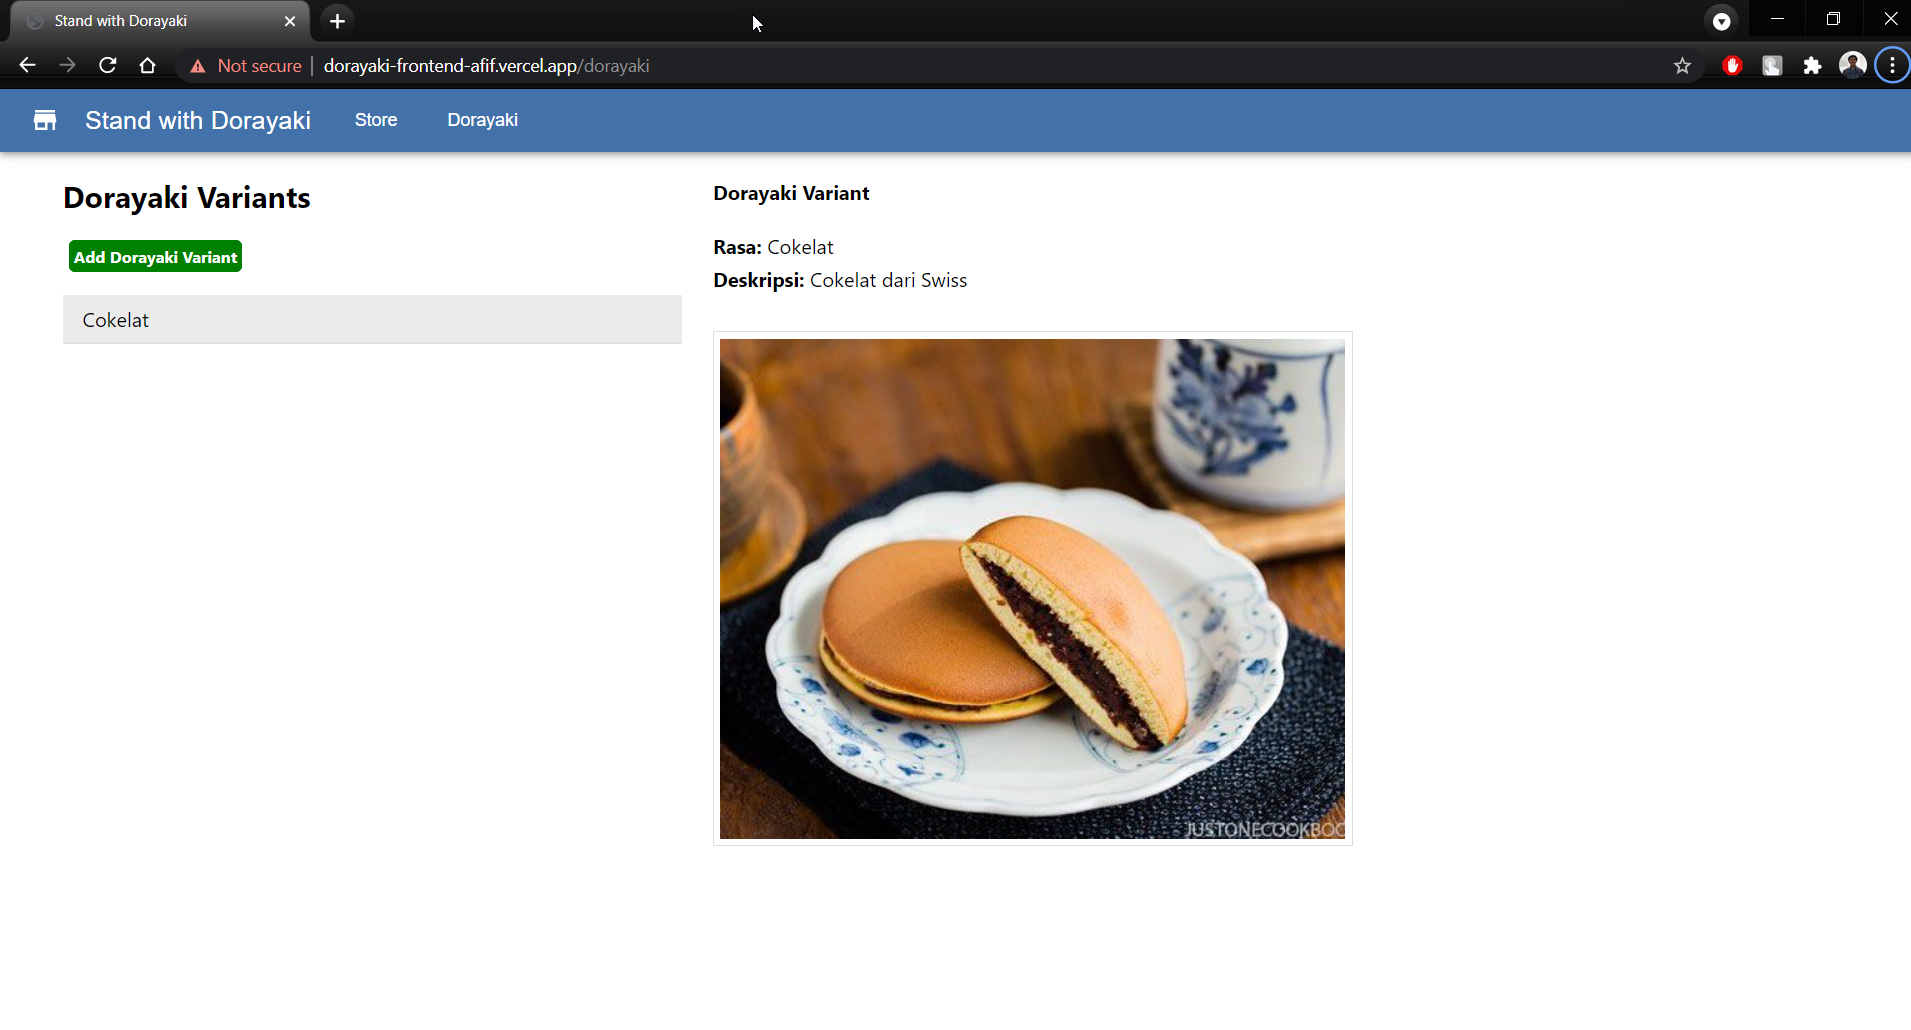 Stand with Dorayaki
Not secure
dorayaki-frontend-afif.vercel.app/dorayaki
Stand with Dorayaki
Store
Dorayaki
Dorayaki Variants
Add Dorayaki Variant
Cokelat
Dorayaki Variant
Rasa: Cokelat
Deskripsi: Cokelat dari Swiss
JUSTONECOOKBOO